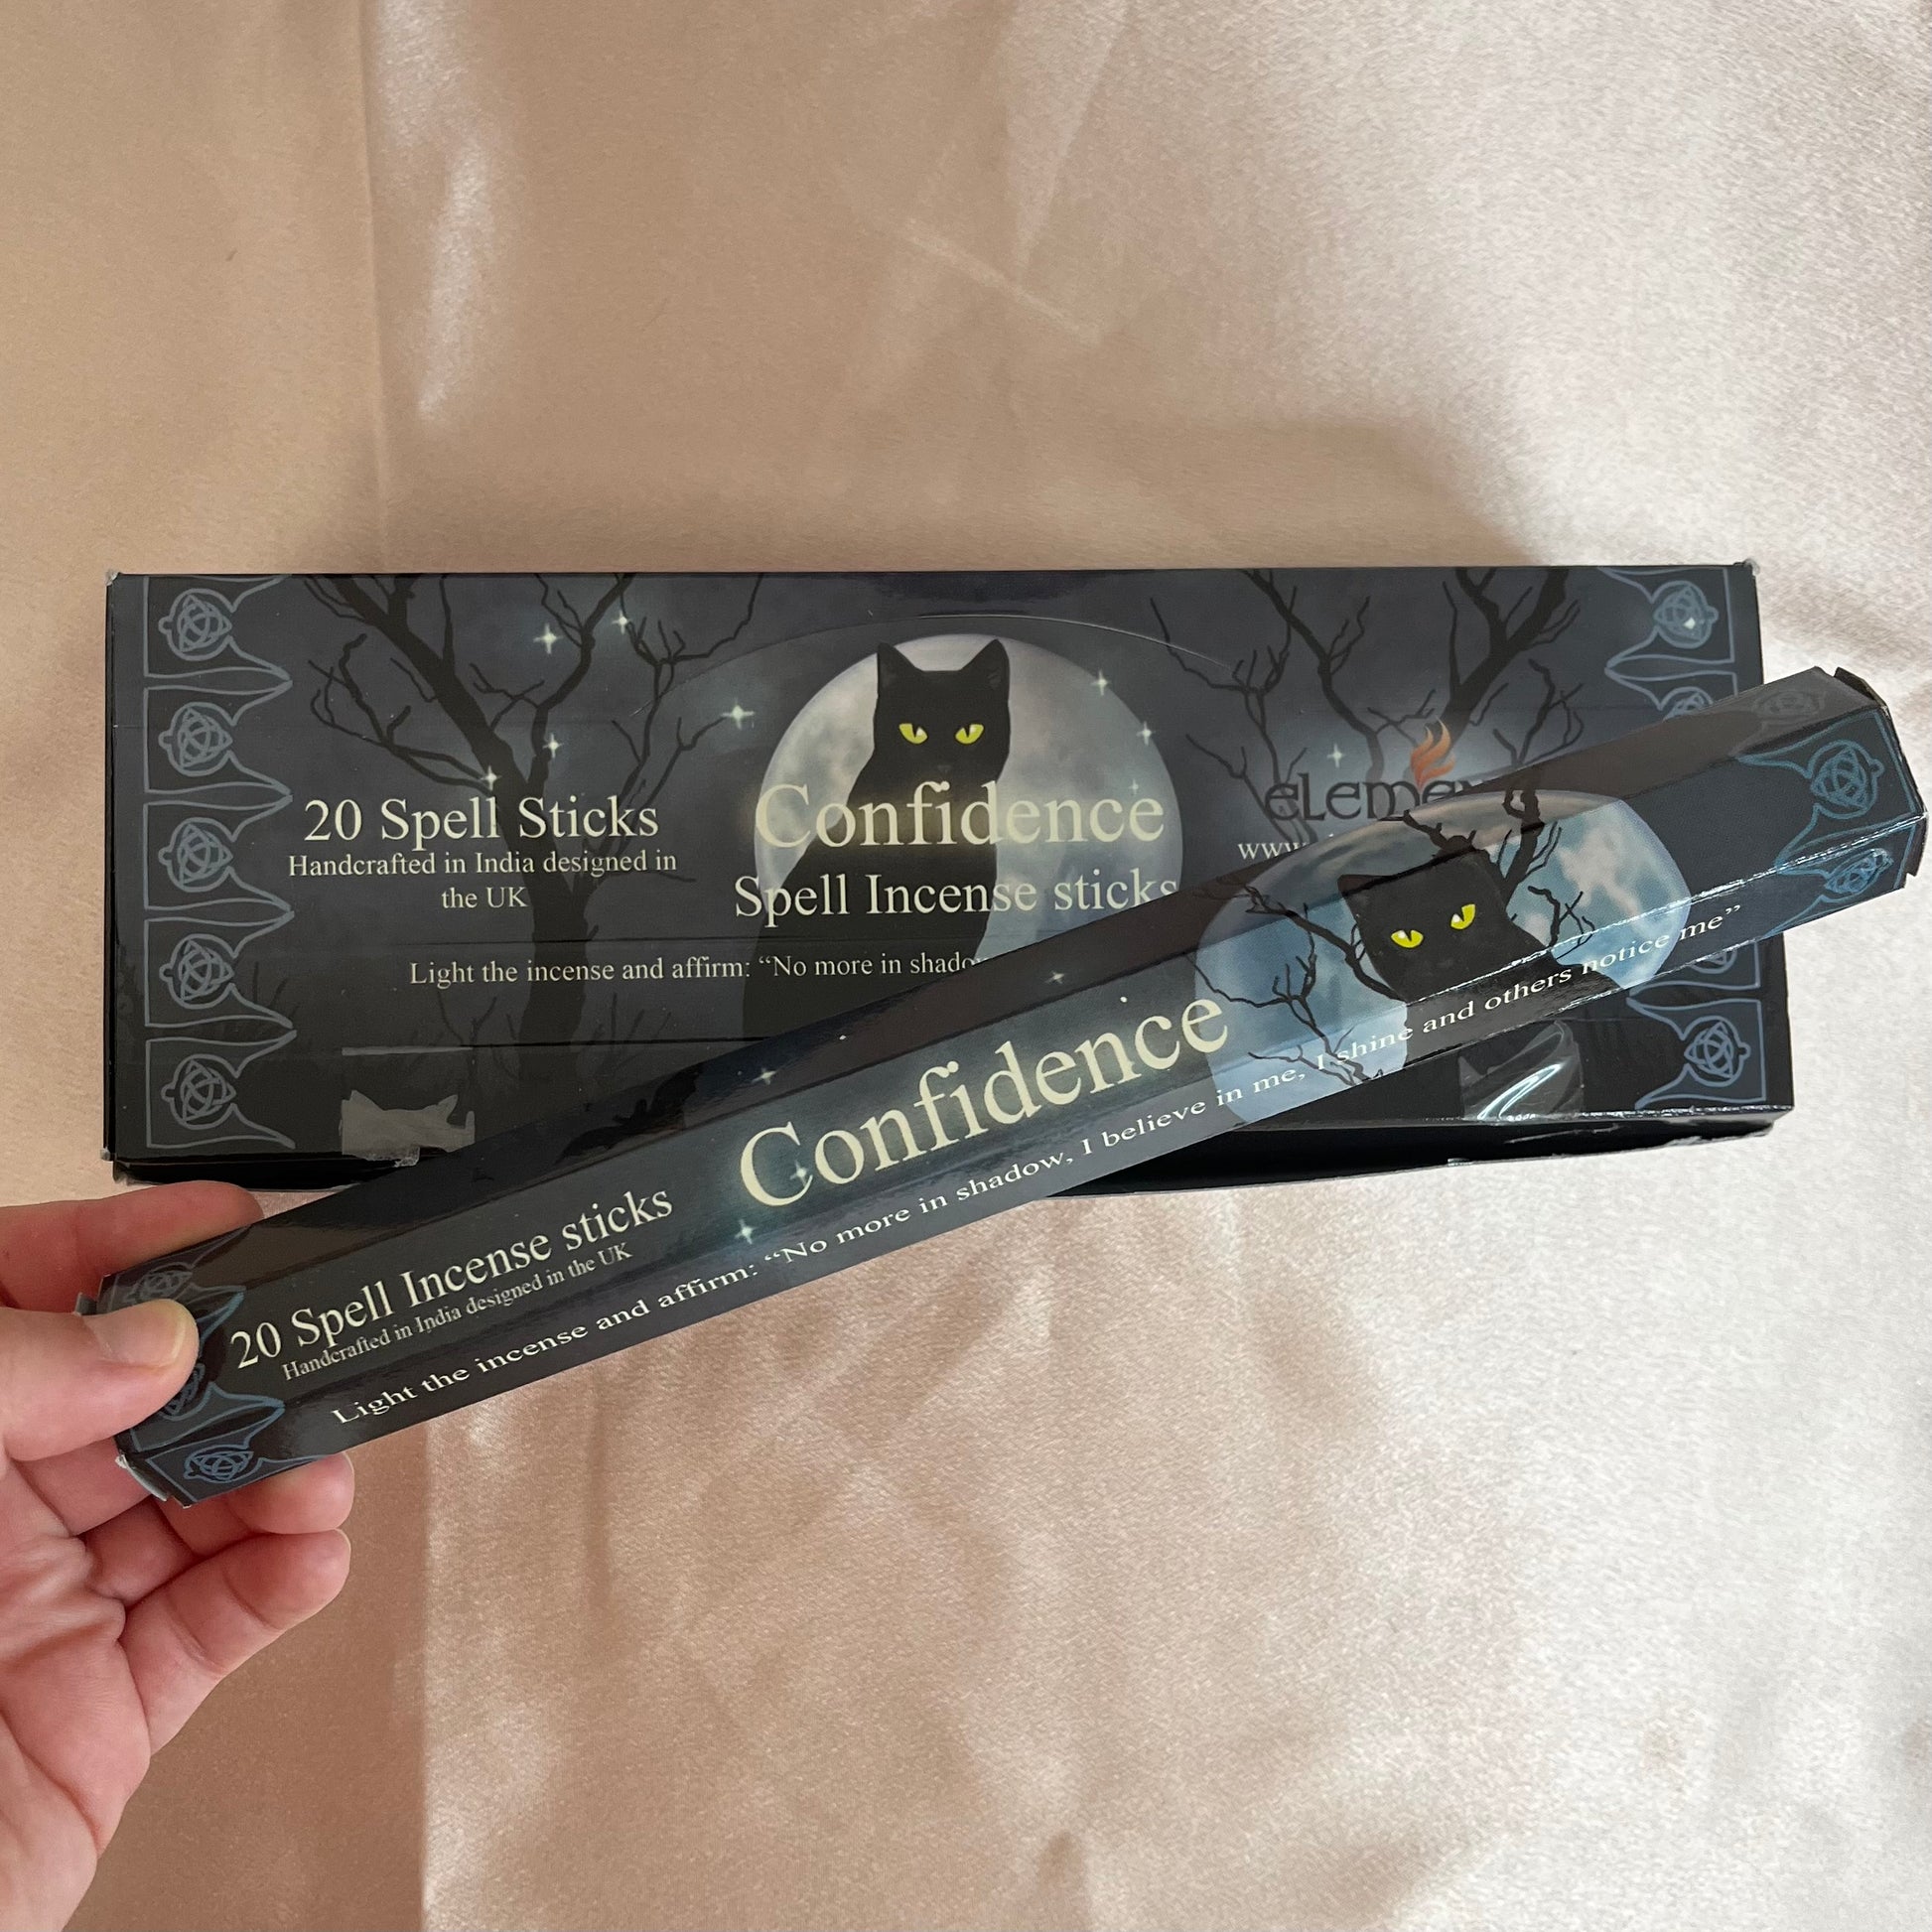 20 Spell Sticks
Handcrafted in India designed in
the UK
Confidence
Spell Incense sticks
Light the incense and affirm: “No more in
20 Spell Incense sticks
Handcrafted in India designed in the UK
Confidence
Light the incense and affirm: “No more in shadow, I believe in me, I shine and others notice me”